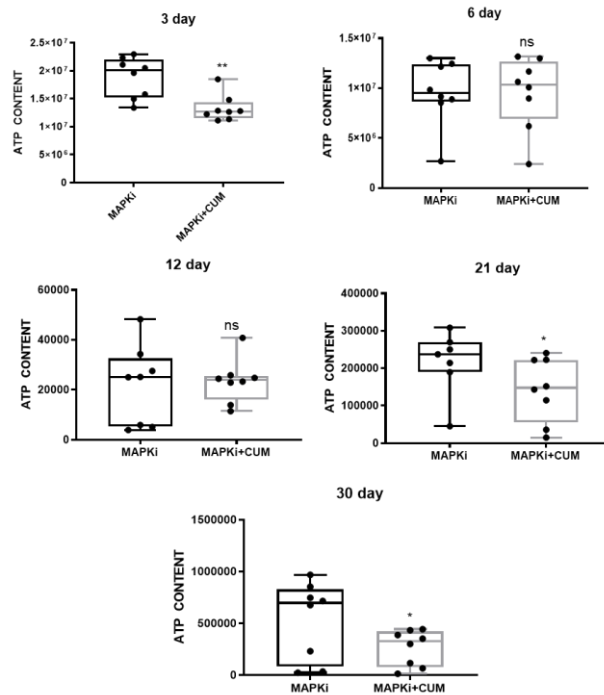 3 day
ATP CONTENT
2.5×10⁷
2.0×10⁷
1.5×10⁷
1.0×10⁷
5×10⁶
0
**
MAPKi
MAPKi+CUM
6 day
ATP CONTENT
1.5×10⁷
1×10⁷
5×10⁶
0
ns
MAPKi
MAPKi+CUM
12 day
ATP CONTENT
60000
40000
20000
0
ns
MAPKi
MAPKi+CUM
21 day
ATP CONTENT
400000
300000
200000
100000
0
*
MAPKi
MAPKi+CUM
30 day
ATP CONTENT
1500000
1000000
500000
0
*
MAPKi
MAPKi+CUM